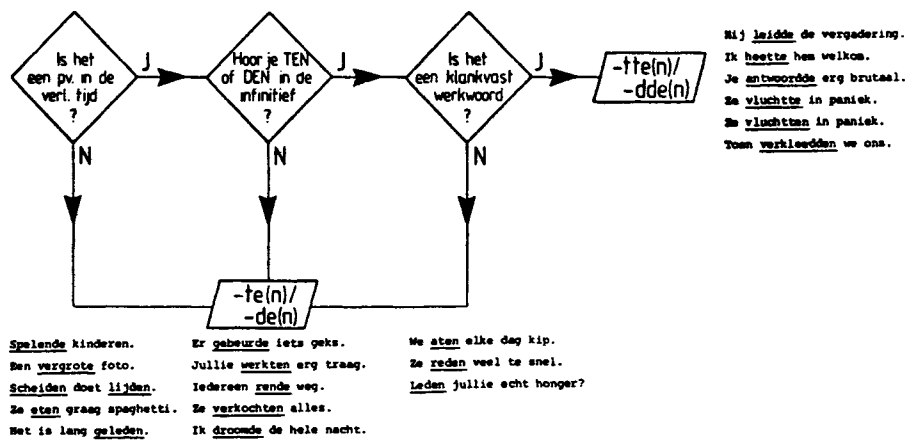 Is het
een pv. in de
verl. tijd
?
J
N
Hoor je TEN
of DEN in de
infinitief
?
J
N
Is het
een klankvast
werkwoord
?
J
N
-tte(n)/
-dde(n)
Hij leidde de vergadering.
Ik heette hem welkom.
Je antwoordde erg brutaal.
Ze vluchtte in paniek.
Ze vluchtten in paniek.
Toen verkleedden we ons.
-te(n)/
-de(n)
Spelende kinderen.
Een vergrote foto.
Scheiden doet lijden.
Ze eten graag spaghetti.
Het is lang geleden.
Er gebeurde iets geks.
Jullie werkten erg traag.
Iedereen rende weg.
Ze verkochten alles.
Ik droomde de hele nacht.
We aten elke dag kip.
Ze reden veel te snel.
Leden jullie echt honger?